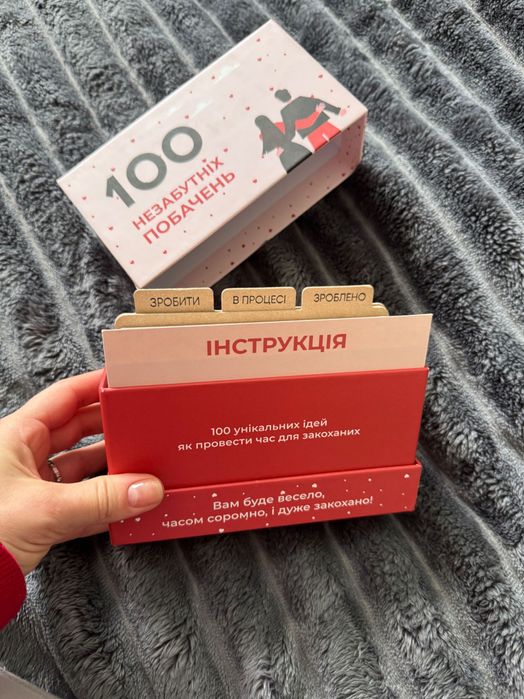 100
НЕЗАБУТНІХ
ПОБАЧЕНЬ
ЗРОБИТИ
В ПРОЦЕСІ
ЗРОБЛЕНО
ІНСТРУКЦІЯ
100 унікальних ідей
як провести час для закоханих
Вам буде весело,
часом соромно, і дуже закохано!